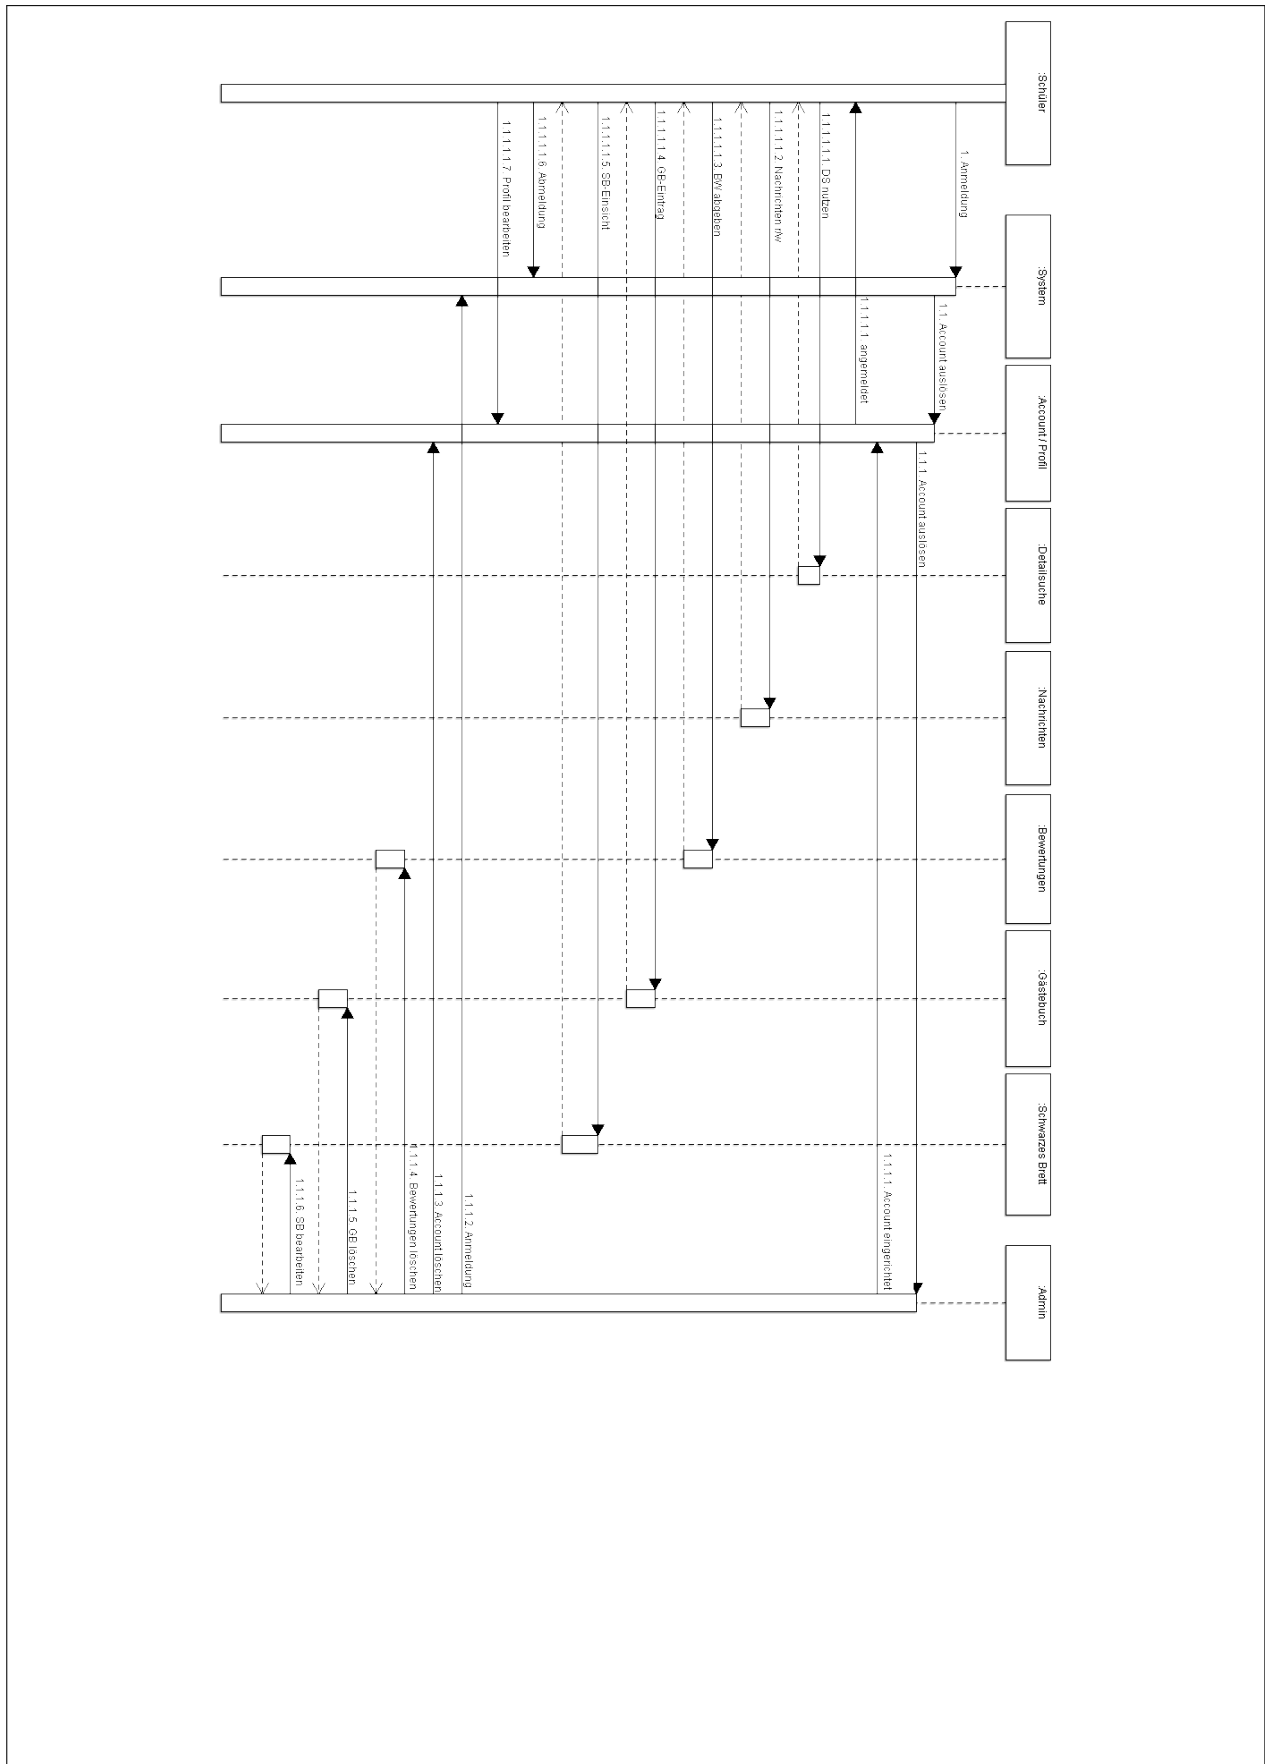 :Schüler
:System
:Account / Profil
:Detailsuche
:Nachrichten
:Bewertungen
:Gästebuch
:Schwarzes Brett
:Admin
1. Anmeldung
1.1. Account auslösen
1.1.1. Account auslösen
1.1.1.1. Account eingerichtet
1.1.1.1.1. angemeldet
1.1.1.1.1.1. DS nutzen
1.1.1.1.1.2. Nachrichten r/w
1.1.1.1.1.3. BW abgeben
1.1.1.1.1.4. GB-Eintrag
1.1.1.1.1.5. SB-Einsicht
1.1.1.1.1.6. Abmeldung
1.1.1.1.1.7. Profil bearbeiten
1.1.1.2. Anmeldung
1.1.1.3. Account löschen
1.1.1.4. Bewertungen löschen
1.1.1.5. GB löschen
1.1.1.6. SB bearbeiten